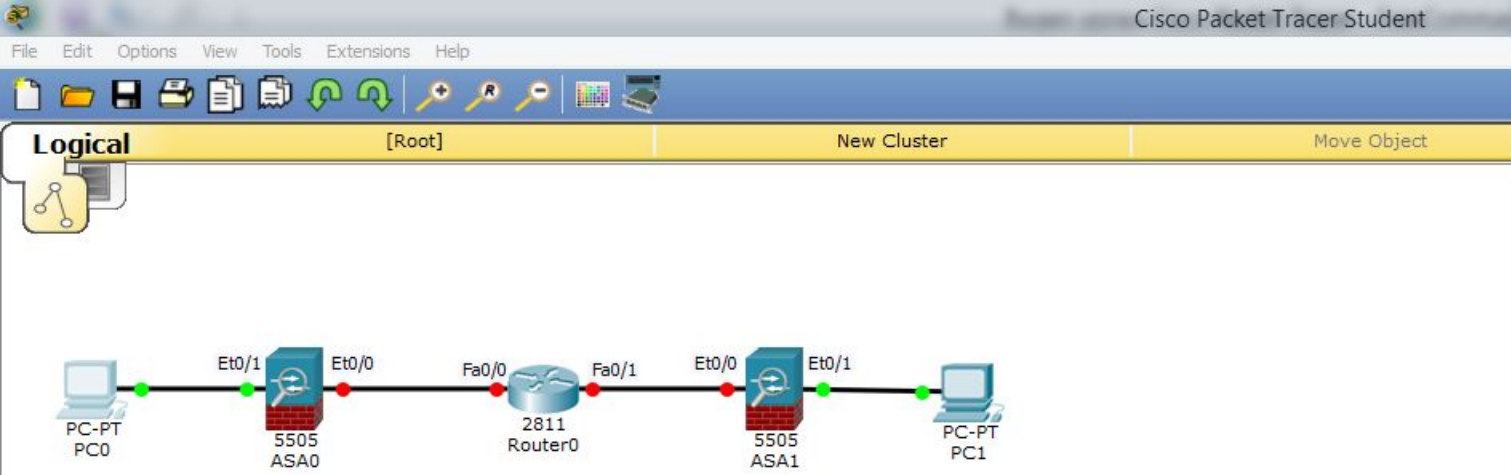 Cisco Packet Tracer Student
File Edit Options View Tools Extensions Help
Logical [Root] New Cluster Move Object
Et0/1 Et0/0 Fa0/0 Fa0/1 Et0/0 Et0/1
PC-PT
PC0
5505
ASA0
2811
Router0
5505
ASA1
PC-PT
PC1